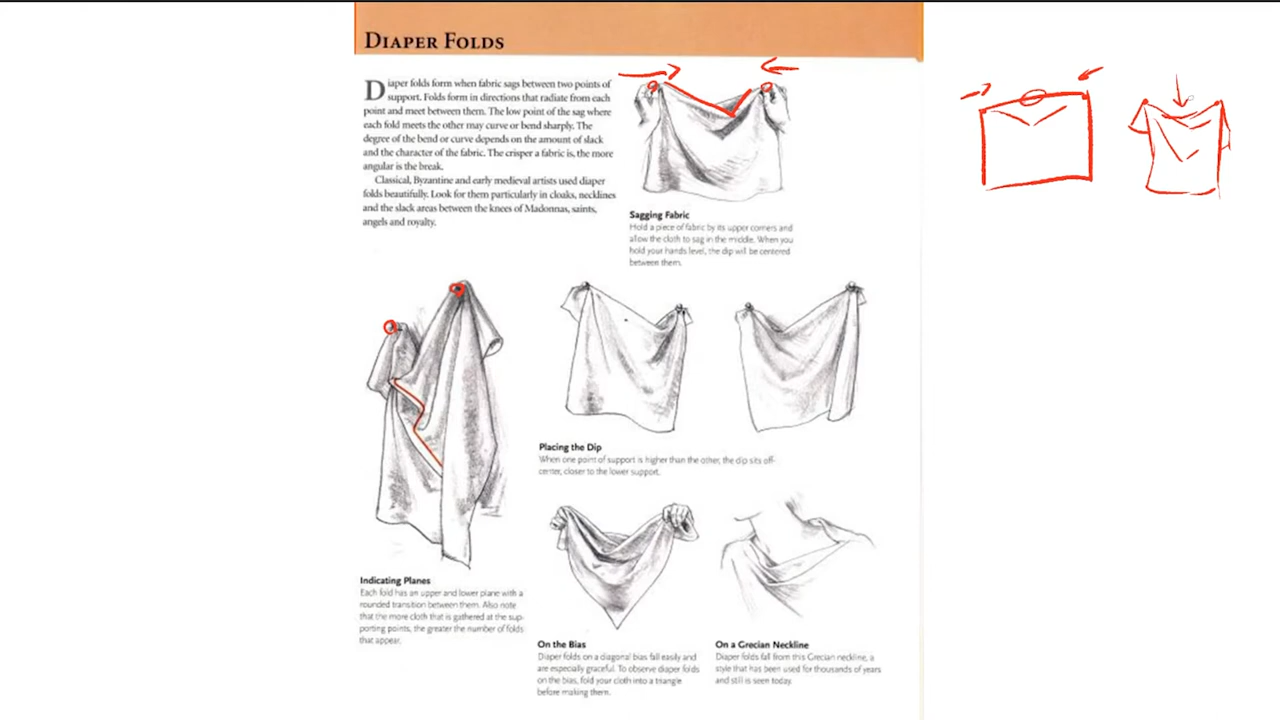 DIAPER FOLDS
Diaper folds form when fabric sags between two points of
support. Folds form in directions that radiate from each
point and meet between them. The low point of the sag where
each fold meets the other may curve or bend sharply. The
degree of the bend or curve depends on the amount of slack
and the character of the fabric. The crisper a fabric is, the more
angular is the break.
Classical, Byzantine and early medieval artists used diaper
folds beautifully. Look for them particularly in cloaks, necklines
and the slack areas between the knees of Madonnas, saints,
angels and royalty.
Sagging Fabric
Hold a piece of fabric by its upper corners and
allow the cloth to sag in the middle. When you
hold your hands level, the dip will be centered
between them.
Placing the Dip
When one point of support is higher than the other, the dip sits off-
center, closer to the lower support.
Indicating Planes
Each fold has an upper and lower plane with a
rounded transition between them. Also note
that the more cloth that is gathered at the sup-
porting points, the greater the number of folds
that appear.
On the Bias
Diaper folds on a diagonal bias fall easily and
are especially graceful. To observe diaper folds
on the bias, fold your cloth into a triangle
before making them.
On a Grecian Neckline
Diaper folds fall from this Grecian neckline, a
style that has been used for thousands of years
and still is seen today.